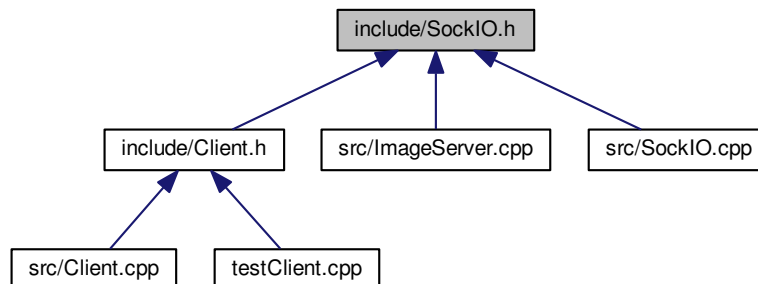 include/SockIO.h
include/Client.h
src/ImageServer.cpp
src/SockIO.cpp
src/Client.cpp
testClient.cpp